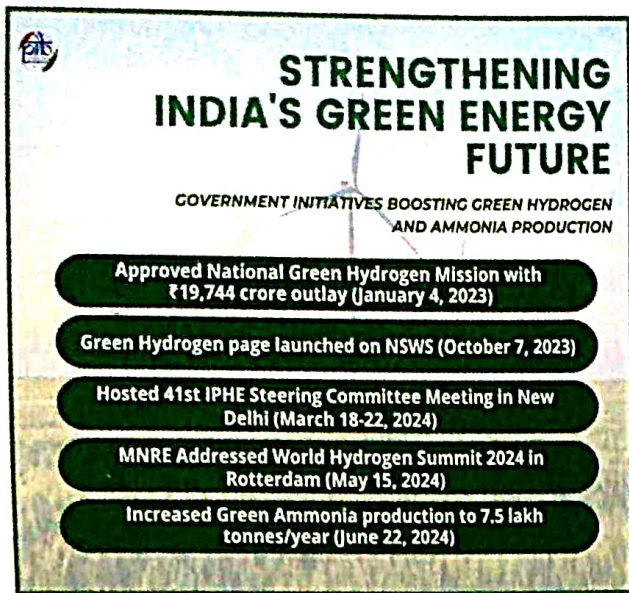 STRENGTHENING
INDIA'S GREEN ENERGY
FUTURE
GOVERNMENT INITIATIVES BOOSTING GREEN HYDROGEN
AND AMMONIA PRODUCTION
Approved National Green Hydrogen Mission with
₹19,744 crore outlay (January 4, 2023)
Green Hydrogen page launched on NSWS (October 7, 2023)
Hosted 41st IPHE Steering Committee Meeting in New
Delhi (March 18-22, 2024)
MNRE Addressed World Hydrogen Summit 2024 in
Rotterdam (May 15, 2024)
Increased Green Ammonia production to 7.5 lakh
tonnes/year (June 22, 2024)